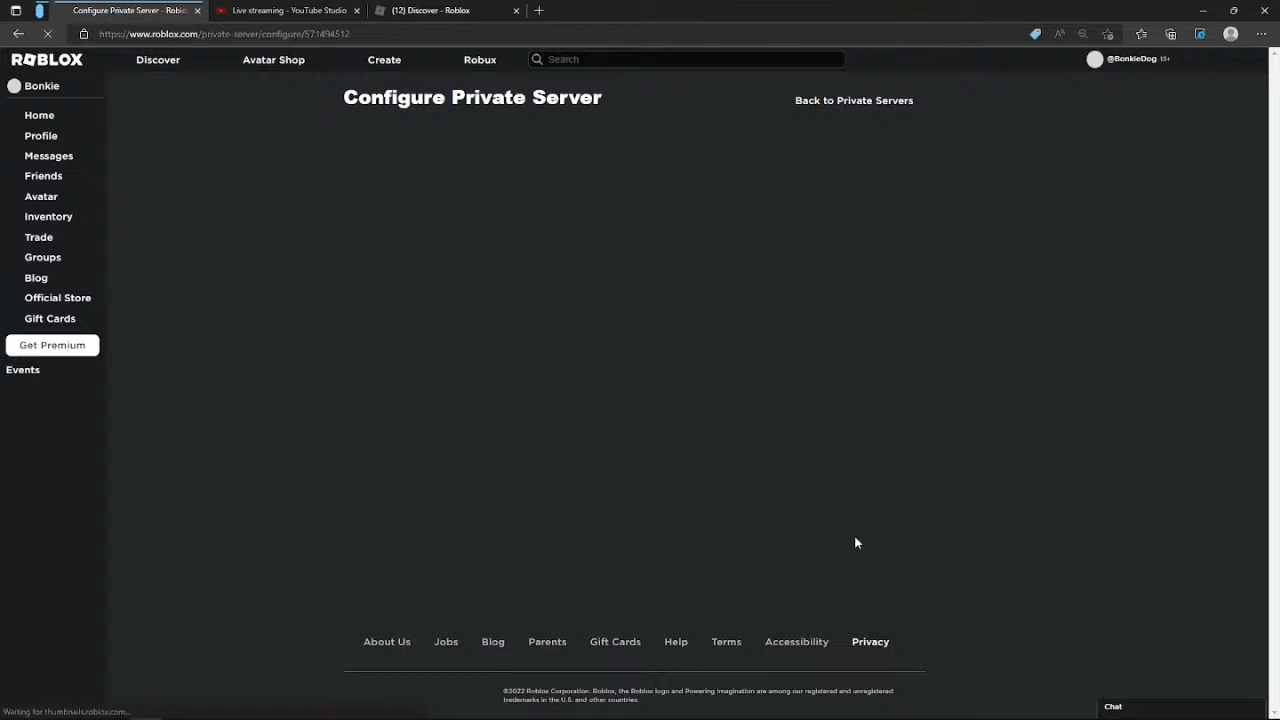 Configure Private Server - Roblo
Live streaming - YouTube Studio
(12) Discover - Roblox
https://www.roblox.com/private-server/configure/571494512
ROBLOX
Discover
Avatar Shop
Create
Robux
Search
@BonkieDog 13+
Bonkie
Home
Profile
Messages
Friends
Avatar
Inventory
Trade
Groups
Blog
Official Store
Gift Cards
Get Premium
Events
Configure Private Server
Back to Private Servers
About Us
Jobs
Blog
Parents
Gift Cards
Help
Terms
Accessibility
Privacy
©2022 Roblox Corporation. Roblox, the Roblox logo and Powering Imagination are among our registered and unregistered
trademarks in the U.S. and other countries.
Chat
Waiting for thumbnails.roblox.com...